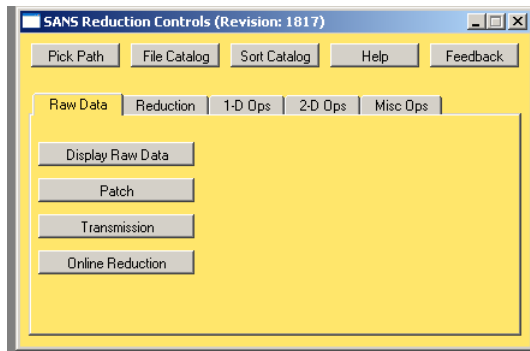 SANS Reduction Controls (Revision: 1817)
Pick Path File Catalog Sort Catalog Help Feedback
Raw Data Reduction 1-D Ops 2-D Ops Misc Ops
Display Raw Data
Patch
Transmission
Online Reduction